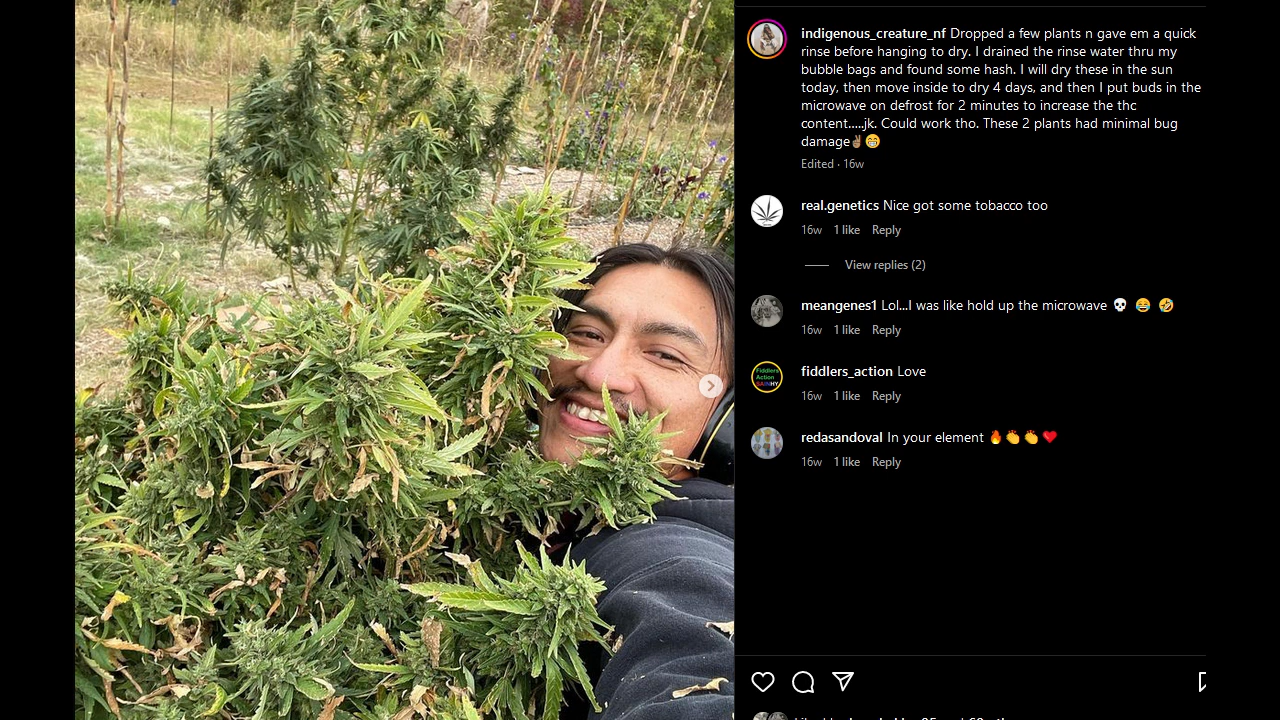 indigenous_creature_nf Dropped a few plants n gave em a quick
rinse before hanging to dry. I drained the rinse water thru my
bubble bags and found some hash. I will dry these in the sun
today, then move inside to dry 4 days, and then I put buds in the
microwave on defrost for 2 minutes to increase the thc
content.....jk. Could work tho. These 2 plants had minimal bug
damage✌🏽😁
Edited · 16w
real.genetics Nice got some tobacco too
16w 1 like Reply
View replies (2)
meangenes1 Lol...I was like hold up the microwave 💀 😂 🤣
16w 1 like Reply
Fiddlers
Action
fiddlers_action Love
16w 1 like Reply
redasandoval In your element 🔥👏👏❤️
16w 1 like Reply